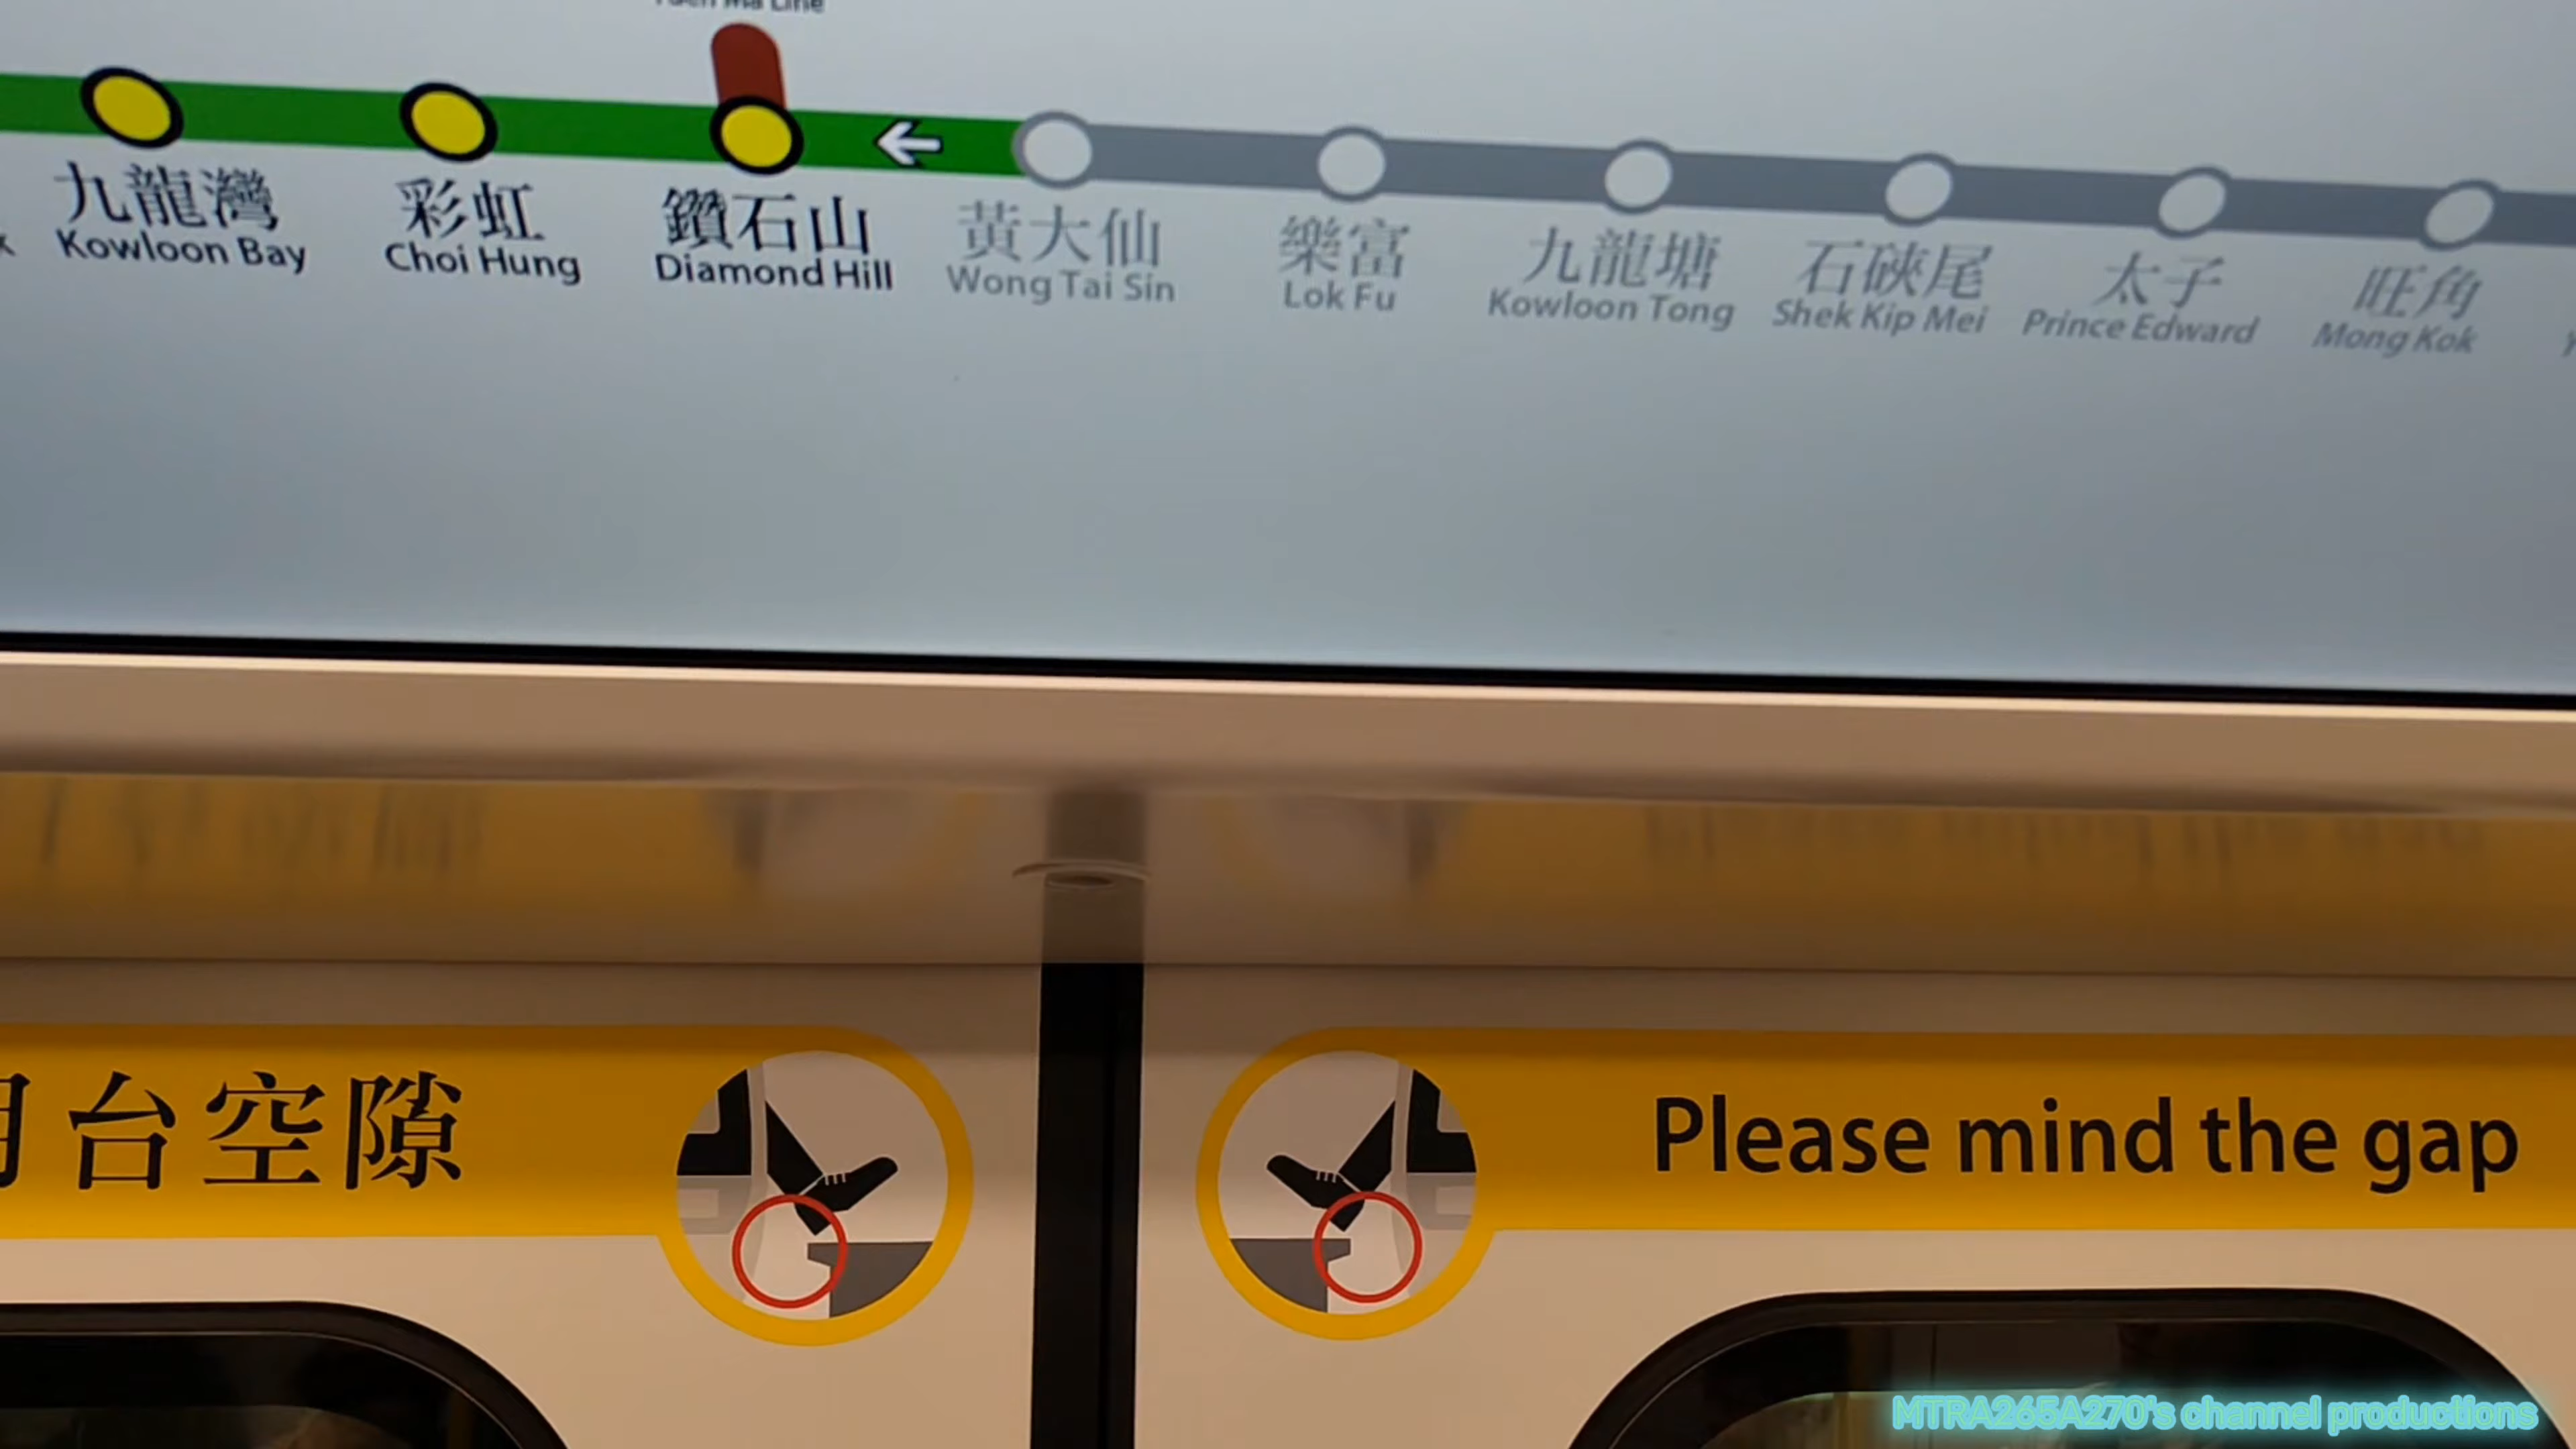 Line
九龍灣
Kowloon Bay
彩虹
Choi Hung
鑽石山
Diamond Hill
黃大仙
Wong Tai Sin
樂富
Lok Fu
九龍塘
Kowloon Tong
石硤尾
Shek Kip Mei
太子
Prince Edward
旺角
Mong Kok
台空隙
Please mind the gap
MTRA265A270's channel productions